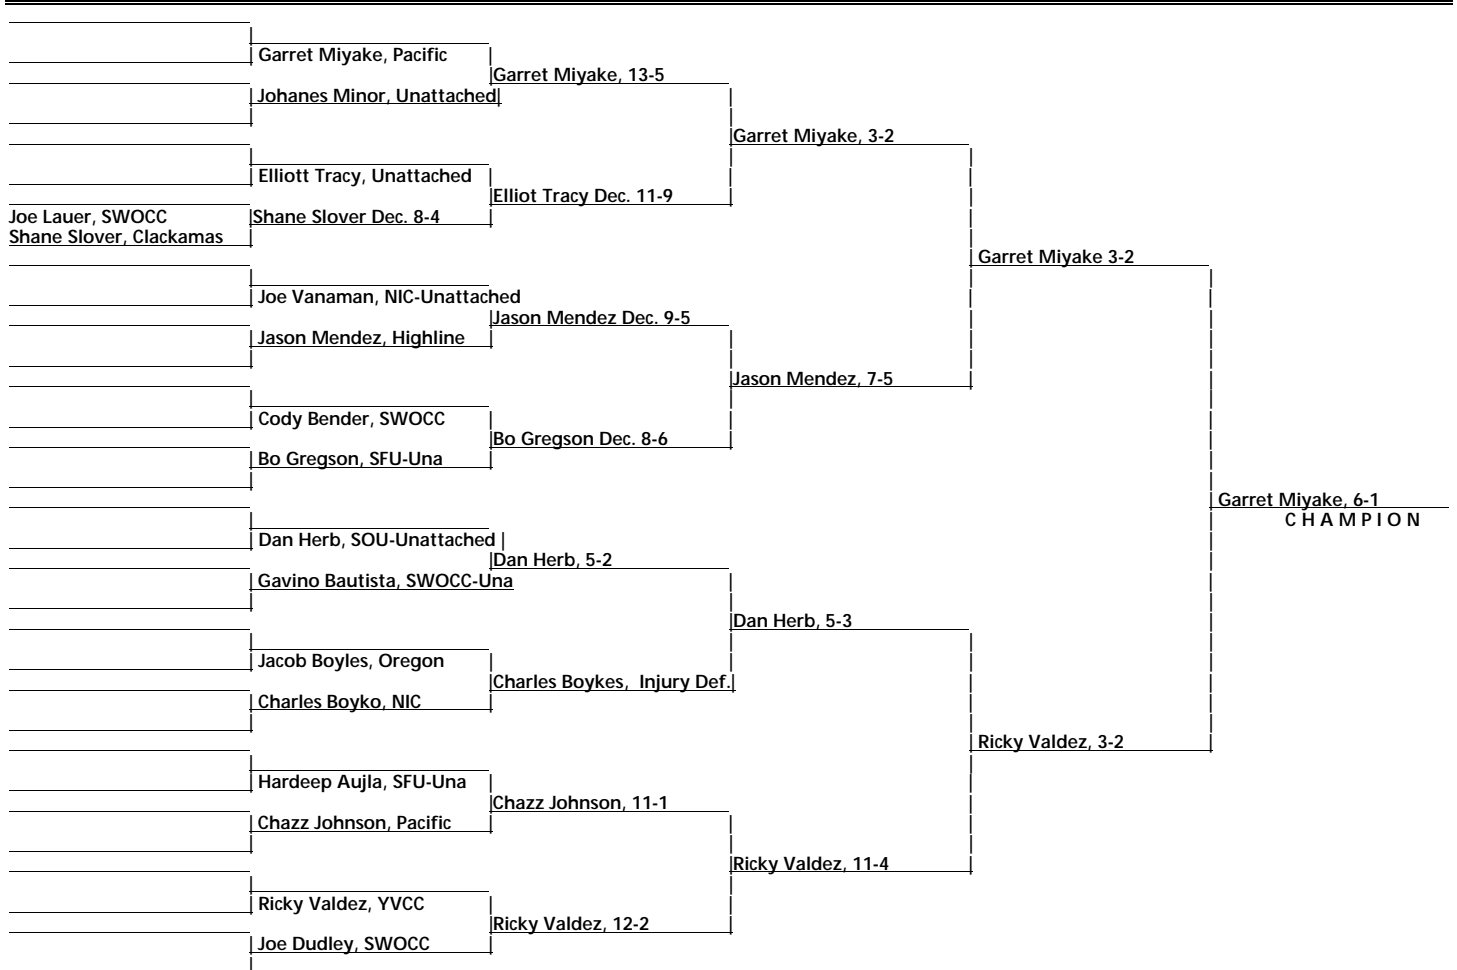 Garret Miyake, Pacific
Garret Miyake, 13-5
Johanes Minor, Unattached
Garret Miyake, 3-2
Elliott Tracy, Unattached
Elliot Tracy Dec. 11-9
Joe Lauer, SWOCC
Shane Slover Dec. 8-4
Shane Slover, Clackamas
Garret Miyake 3-2
Joe Vanaman, NIC-Unattached
Jason Mendez Dec. 9-5
Jason Mendez, Highline
Jason Mendez, 7-5
Cody Bender, SWOCC
Bo Gregson Dec. 8-6
Bo Gregson, SFU-Una
Garret Miyake, 6-1
CHAMPION
Dan Herb, SOU-Unattached
Dan Herb, 5-2
Gavino Bautista, SWOCC-Una
Dan Herb, 5-3
Jacob Boyles, Oregon
Charles Boykes, Injury Def.
Charles Boyko, NIC
Ricky Valdez, 3-2
Hardeep Aujla, SFU-Una
Chazz Johnson, 11-1
Chazz Johnson, Pacific
Ricky Valdez, 11-4
Ricky Valdez, YVCC
Ricky Valdez, 12-2
Joe Dudley, SWOCC